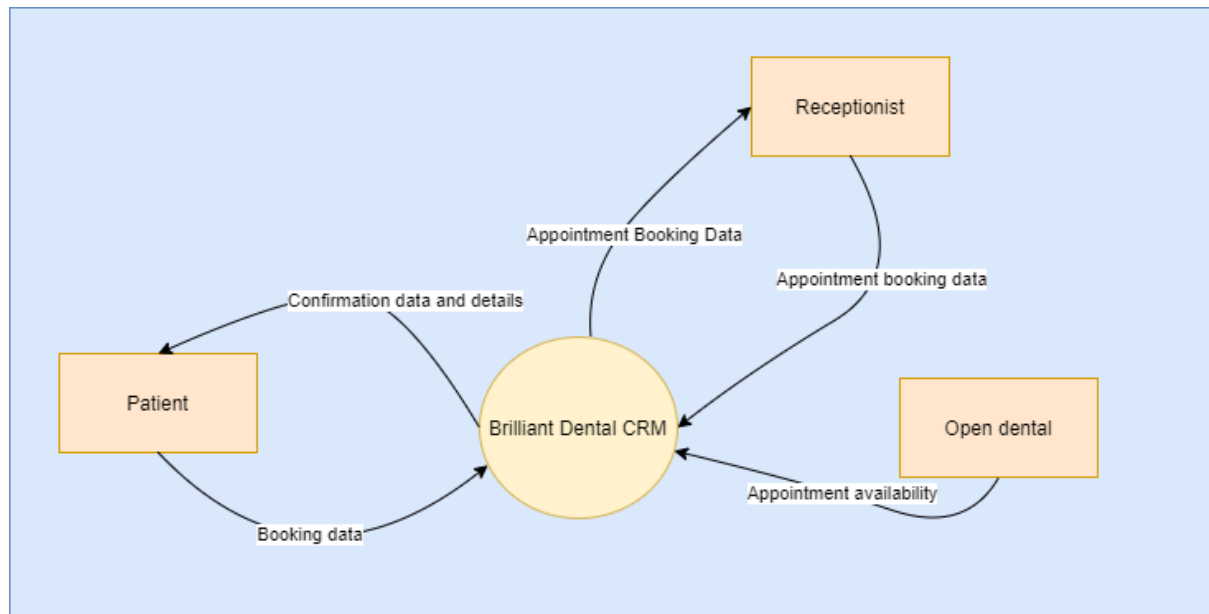 Receptionist
Appointment Booking Data
Appointment booking data
Confirmation data and details
Patient
Brilliant Dental CRM
Open dental
Appointment availability
Booking data